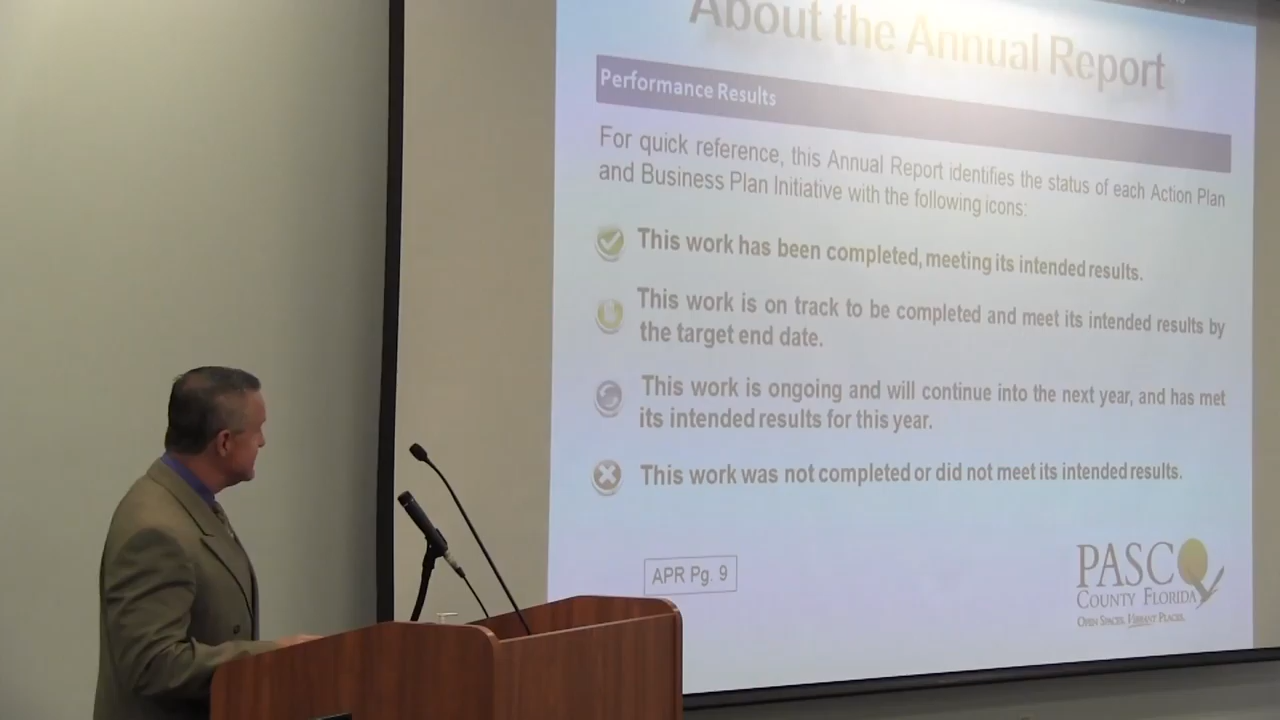 About the Annual Report
Performance Results
For quick reference, this Annual Report identifies the status of each Action Plan
and Business Plan Initiative with the following icons:
This work has been completed, meeting its intended results.
This work is on track to be completed and meet its intended results by
the target end date.
This work is ongoing and will continue into the next year, and has met
its intended results for this year.
This work was not completed or did not meet its intended results.
APR Pg. 9
PASCO
COUNTY FLORIDA
OPEN SPACES. VIBRANT PLACES.